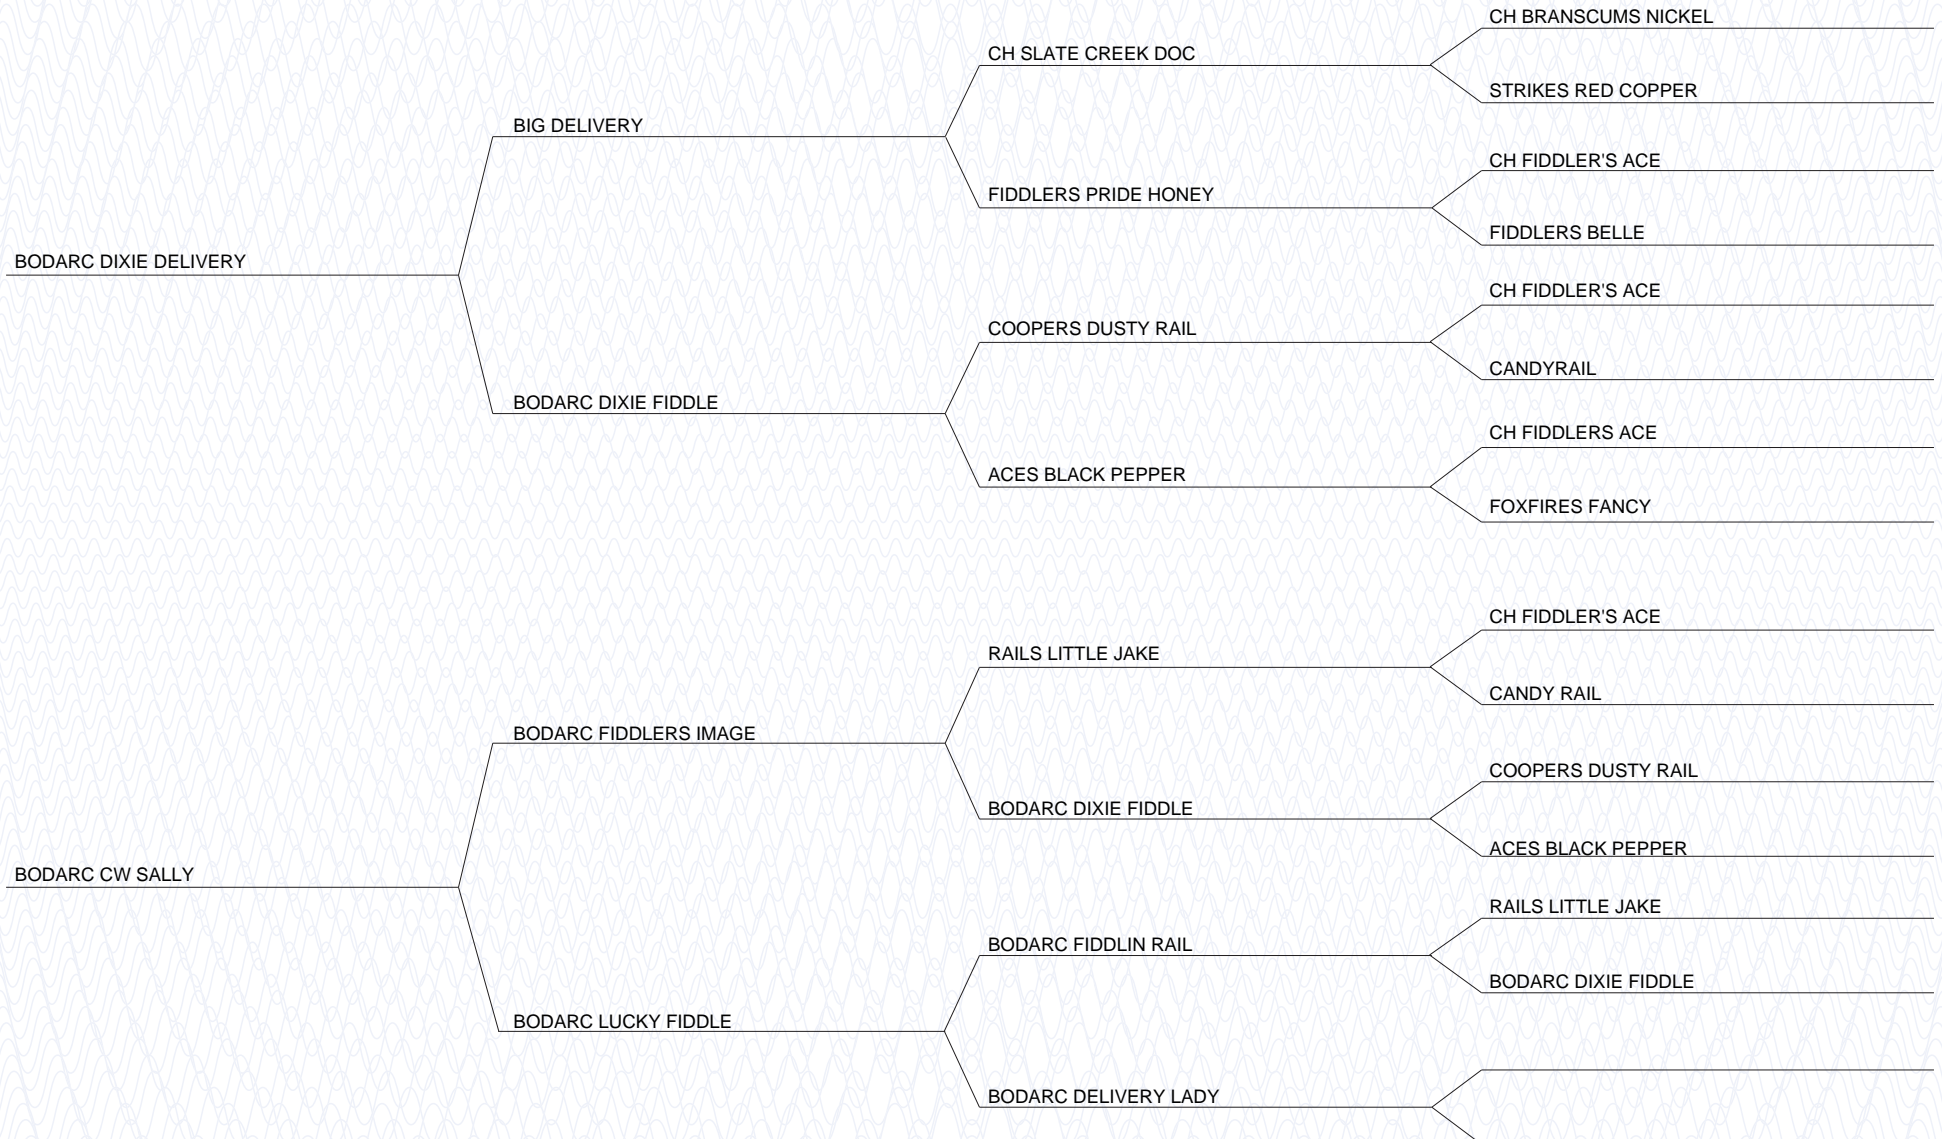 CH BRANSCUMS NICKEL
CH SLATE CREEK DOC
STRIKES RED COPPER
BIG DELIVERY
CH FIDDLER'S ACE
FIDDLERS PRIDE HONEY
FIDDLERS BELLE
BODARC DIXIE DELIVERY
CH FIDDLER'S ACE
COOPERS DUSTY RAIL
CANDYRAIL
BODARC DIXIE FIDDLE
CH FIDDLERS ACE
ACES BLACK PEPPER
FOXFIRES FANCY
CH FIDDLER'S ACE
RAILS LITTLE JAKE
CANDY RAIL
BODARC FIDDLERS IMAGE
COOPERS DUSTY RAIL
BODARC DIXIE FIDDLE
ACES BLACK PEPPER
BODARC CW SALLY
RAILS LITTLE JAKE
BODARC FIDDLIN RAIL
BODARC DIXIE FIDDLE
BODARC LUCKY FIDDLE
BODARC DELIVERY LADY